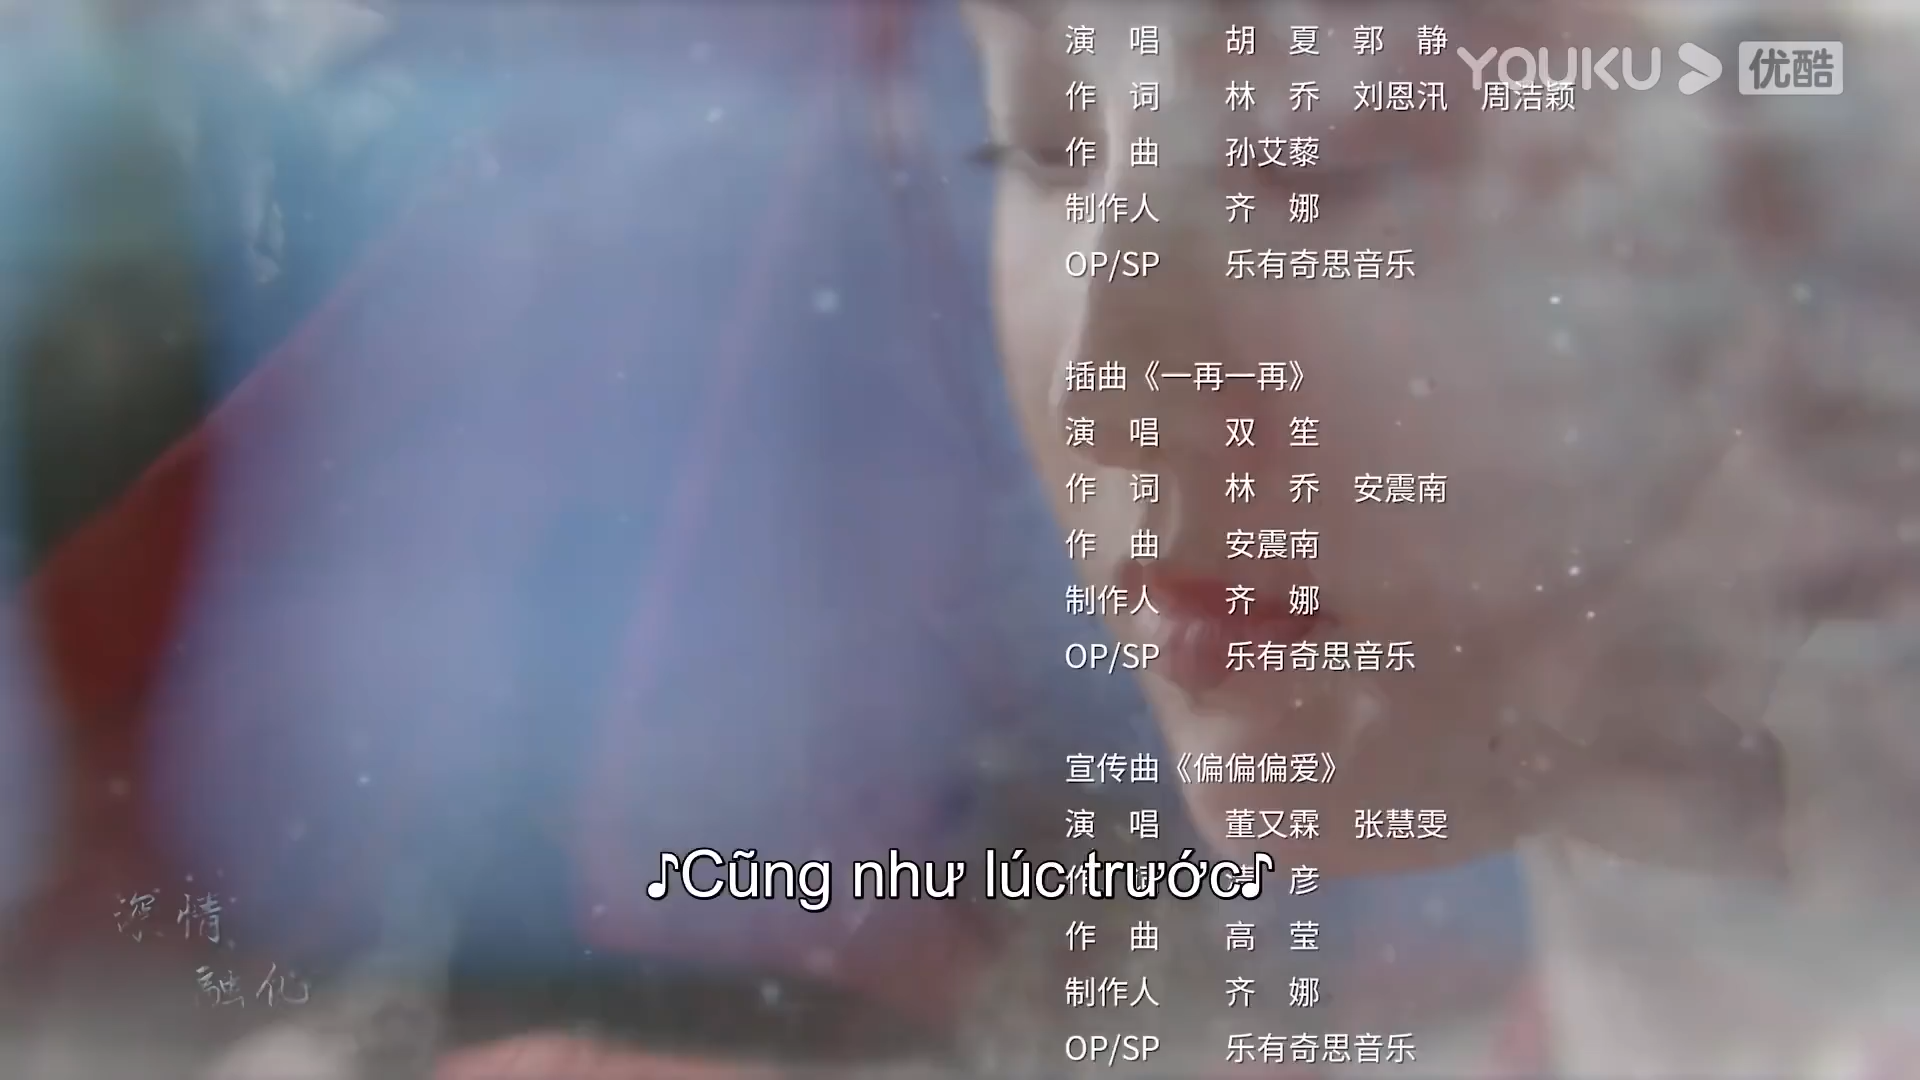 演 唱 胡 夏 郭 静
YOUKU 优酷
作 词 林 乔 刘恩汛 周洁颖
作 曲 孙艾藜
制作人 齐 娜
OP/SP 乐有奇思音乐
插曲《一再一再》
演 唱 双 笙
作 词 林 乔 安震南
作 曲 安震南
制作人 齐 娜
OP/SP 乐有奇思音乐
宣传曲《偏偏偏爱》
演 唱 董又霖 张慧雯
♪Cũng như lúc trước♪
作 词 彦
深情
融化
作 曲 高 莹
制作人 齐 娜
OP/SP 乐有奇思音乐